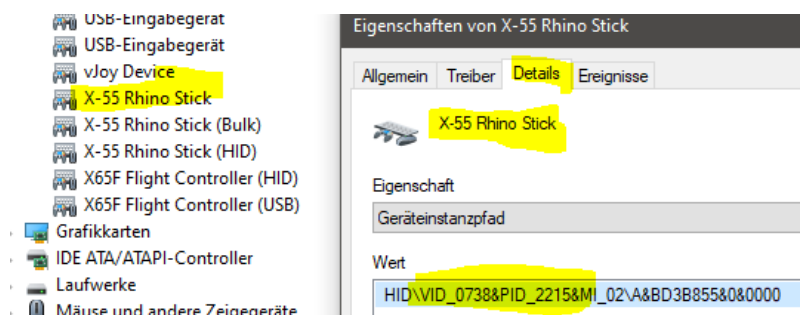 USB-Eingabegerät
USB-Eingabegerät
vJoy Device
X-55 Rhino Stick
X-55 Rhino Stick (Bulk)
X-55 Rhino Stick (HID)
X65F Flight Controller (HID)
X65F Flight Controller (USB)
Grafikkarten
IDE ATA/ATAPI-Controller
Laufwerke
Mäuse und andere Zeigegeräte
Eigenschaften von X-55 Rhino Stick
Allgemein Treiber Details Ereignisse
X-55 Rhino Stick
Eigenschaft
Geräteinstanzpfad
Wert
HID\VID_0738&PID_2215&MI_02\A&BD3B855&0&0000